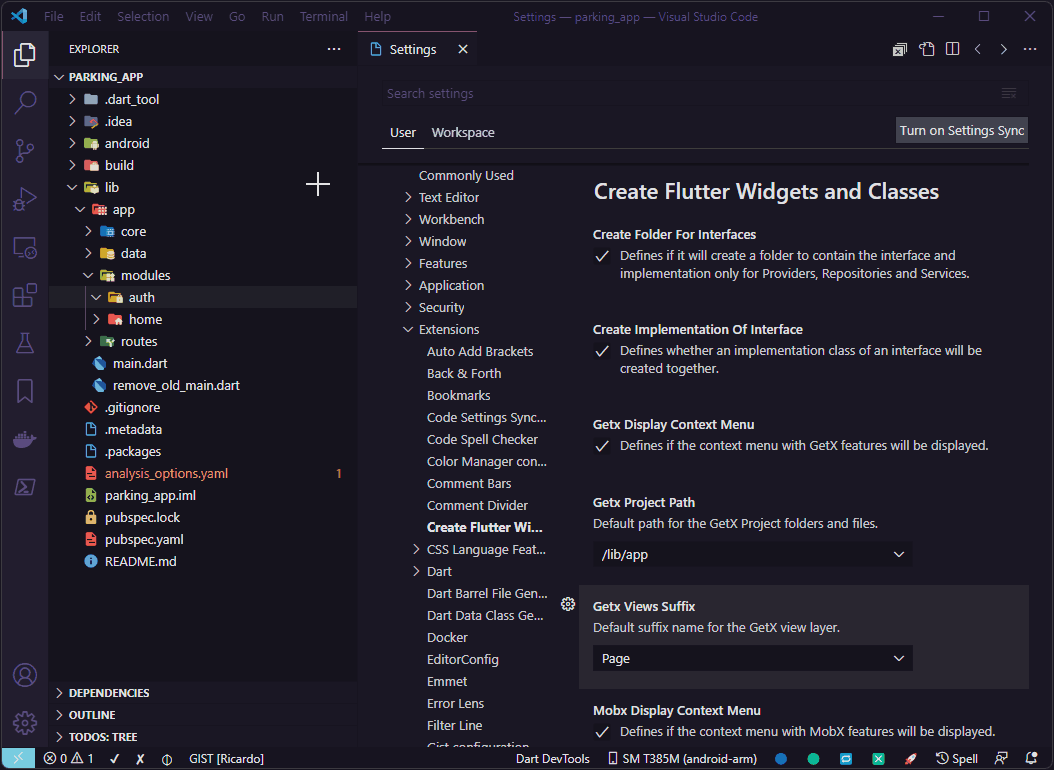 File Edit Selection View Go Run Terminal Help
Settings — parking_app — Visual Studio Code
EXPLORER
PARKING_APP
.dart_tool
.idea
android
build
lib
app
core
data
modules
auth
home
routes
main.dart
remove_old_main.dart
.gitignore
.metadata
.packages
analysis_options.yaml 1
parking_app.iml
pubspec.lock
pubspec.yaml
README.md
DEPENDENCIES
OUTLINE
TODOS: TREE
Settings
Search settings
User Workspace
Turn on Settings Sync
Commonly Used
Text Editor
Workbench
Window
Features
Application
Security
Extensions
Auto Add Brackets
Back & Forth
Bookmarks
Code Settings Sync...
Code Spell Checker
Color Manager con...
Comment Bars
Comment Divider
Create Flutter Wi...
CSS Language Feat...
Dart
Dart Barrel File Gen...
Dart Data Class Ge...
Docker
EditorConfig
Emmet
Error Lens
Filter Line
Gist configuration
Create Flutter Widgets and Classes
Create Folder For Interfaces
Defines if it will create a folder to contain the interface and
implementation only for Providers, Repositories and Services.
Create Implementation Of Interface
Defines whether an implementation class of an interface will be
created together.
Getx Display Context Menu
Defines if the context menu with GetX features will be displayed.
Getx Project Path
Default path for the GetX Project folders and files.
/lib/app
Getx Views Suffix
Default suffix name for the GetX view layer.
Page
Mobx Display Context Menu
Defines if the context menu with MobX features will be displayed.
0 1 GIST [Ricardo] Dart DevTools SM T385M (android-arm) Spell